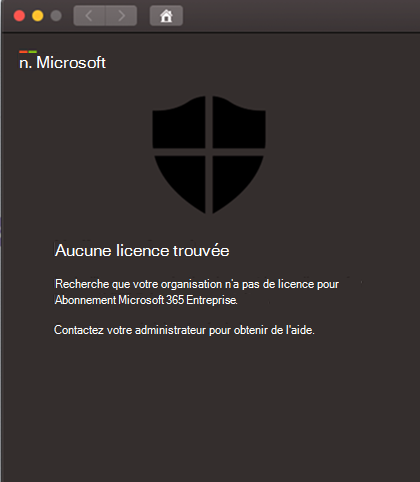 n. Microsoft
Aucune licence trouvée
Recherche que votre organisation n'a pas de licence pour
Abonnement Microsoft 365 Entreprise.
Contactez votre administrateur pour obtenir de l'aide.